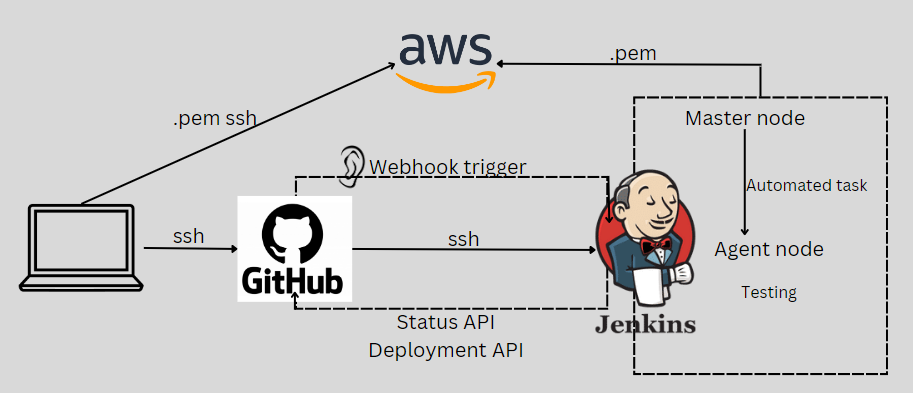 aws
.pem
.pem ssh
Master node
Webhook trigger
Automated task
ssh
ssh
Agent node
GitHub
Testing
Jenkins
Status API
Deployment API